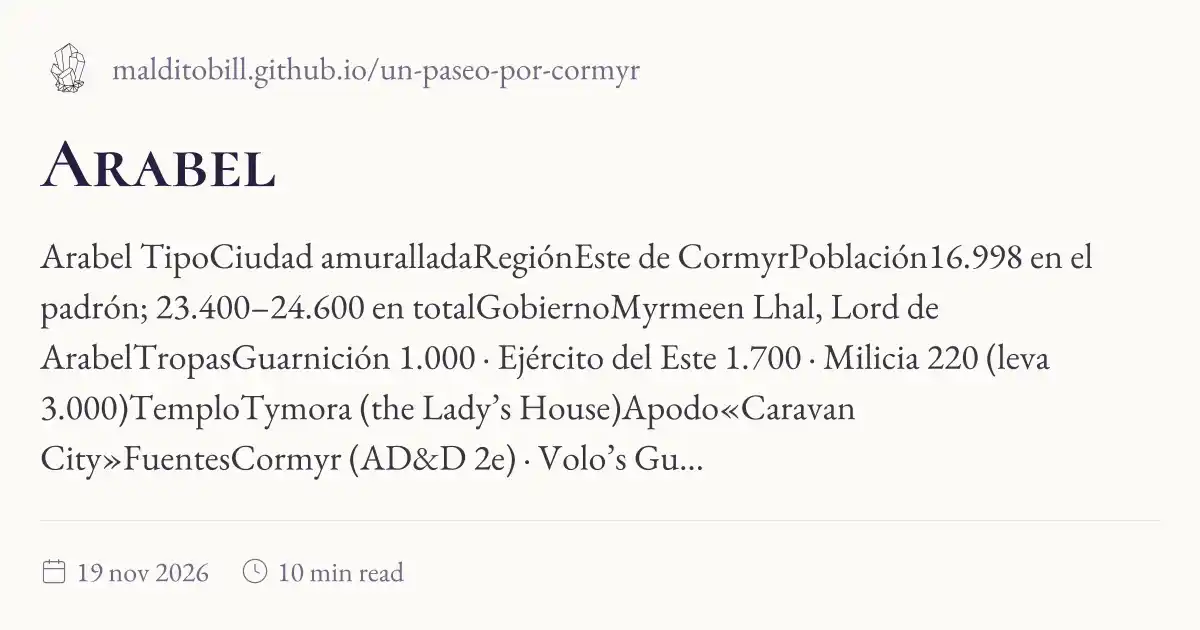 malditobill.github.io/un-paseo-por-cormyr
Arabel
Arabel TipoCiudad amuralladaRegiónEste de CormyrPoblación16.998 en el
padrón; 23.400–24.600 en totalGobiernoMyrmeen Lhal, Lord de
ArabelTropasGuarnición 1.000 · Ejército del Este 1.700 · Milicia 220 (leva
3.000)TemploTymora (the Lady’s House)Apodo«Caravan
City»FuentesCormyr (AD&D 2e) · Volo’s Gu...
19 nov 2026 10 min read